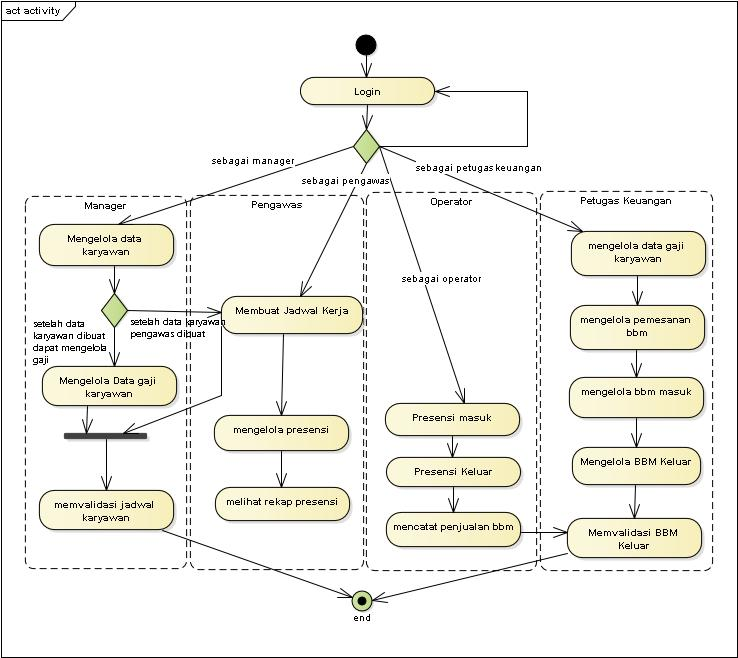 act activity
Login
sebagai manager
sebagai pengawas
sebagai petugas keuangan
sebagai operator
Manager
Mengelola data
karyawan
setelah data
karyawan dibuat
dapat mengelola
gaji
setelah data karyawan
pengawas dibuat
Mengelola Data gaji
karyawan
memvalidasi jadwal
karyawan
Pengawas
Membuat Jadwal Kerja
mengelola presensi
melihat rekap presensi
Operator
Presensi masuk
Presensi Keluar
mencatat penjualan bbm
Petugas Keuangan
mengelola data gaji
karyawan
mengelola pemesanan
bbm
mengelola bbm masuk
Mengelola BBM Keluar
Memvalidasi BBM
Keluar
end